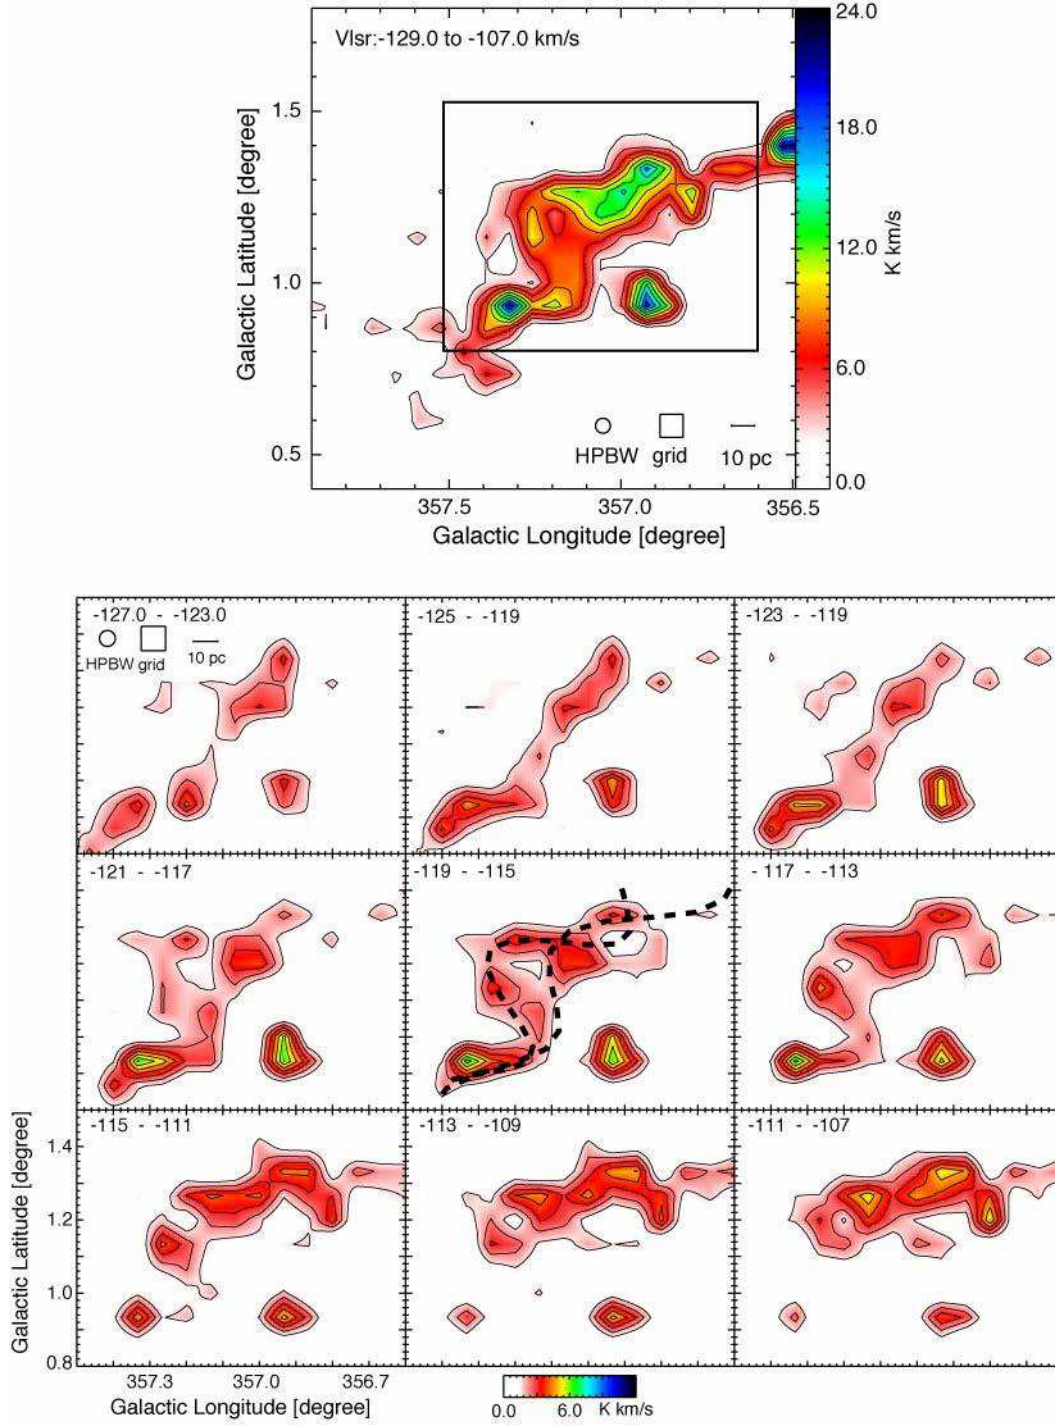 Vlsr:-129.0 to -107.0 km/s
24.0
18.0
12.0
6.0
0.0
K km/s
1.5
1.0
0.5
Galactic Latitude [degree]
HPBW grid 10 pc
357.5 357.0 356.5
Galactic Longitude [degree]
-127.0 - -123.0
HPBW grid 10 pc
-125 - -119
-123 - -119
-121 - -117
-119 - -115
-117 - -113
-115 - -111
-113 - -109
-111 - -107
1.4
1.2
1.0
0.8
Galactic Latitude [degree]
357.3 357.0 356.7
Galactic Longitude [degree]
0.0 6.0 K km/s